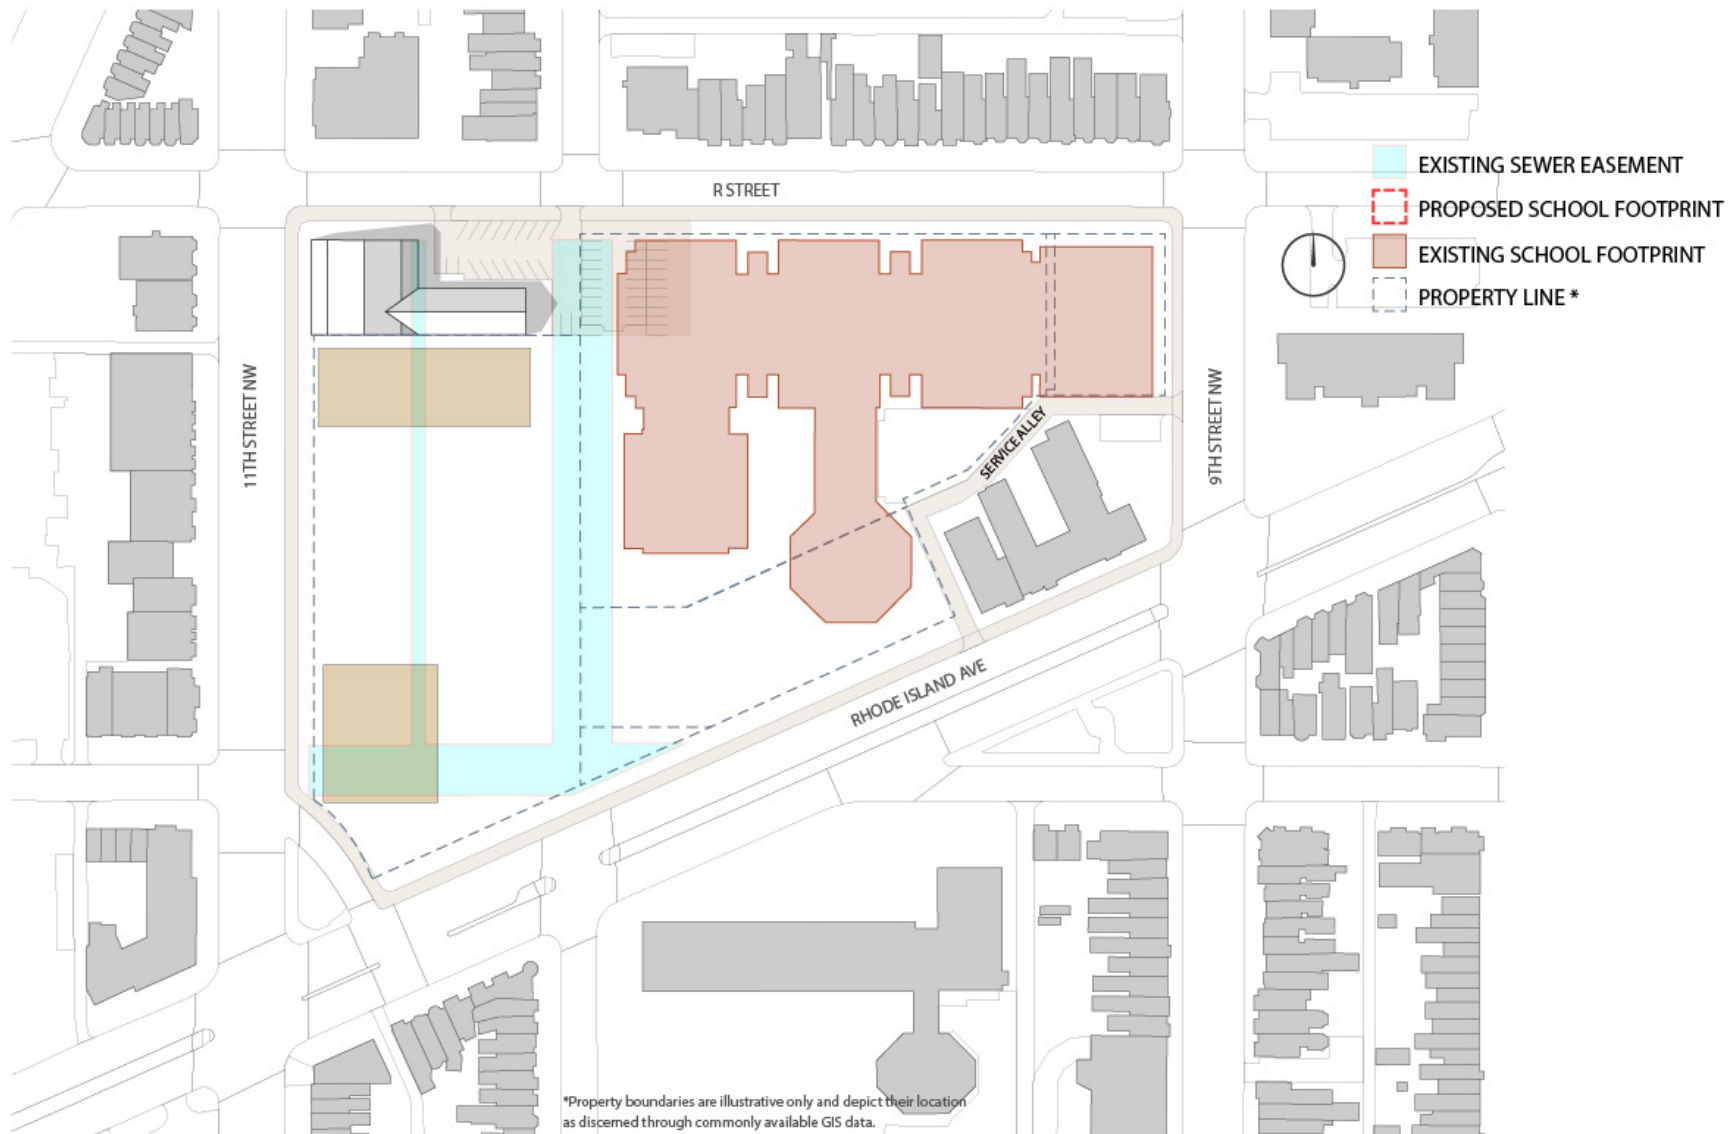 R STREET
EXISTING SEWER EASEMENT
PROPOSED SCHOOL FOOTPRINT
EXISTING SCHOOL FOOTPRINT
PROPERTY LINE *
11TH STREET NW
9TH STREET NW
SERVICE ALLEY
RHODE ISLAND AVE
*Property boundaries are illustrative only and depict their location
as discerned through commonly available GIS data.